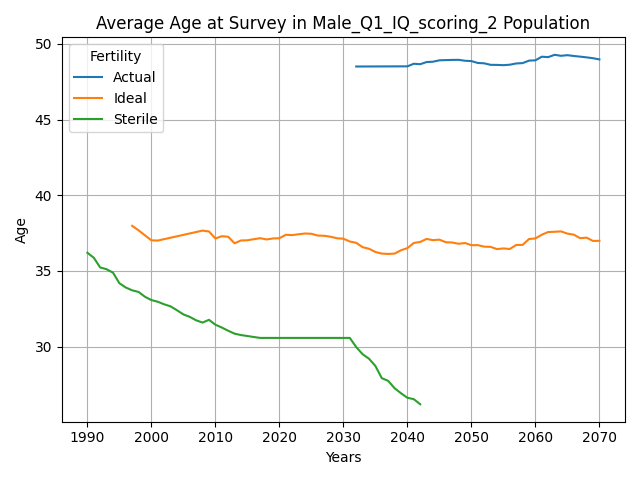 Average Age at Survey in Male_Q1_IQ_scoring_2 Population
Fertility
Actual
Ideal
Sterile
Age
50
45
40
35
30
1990 2000 2010 2020 2030 2040 2050 2060 2070
Years